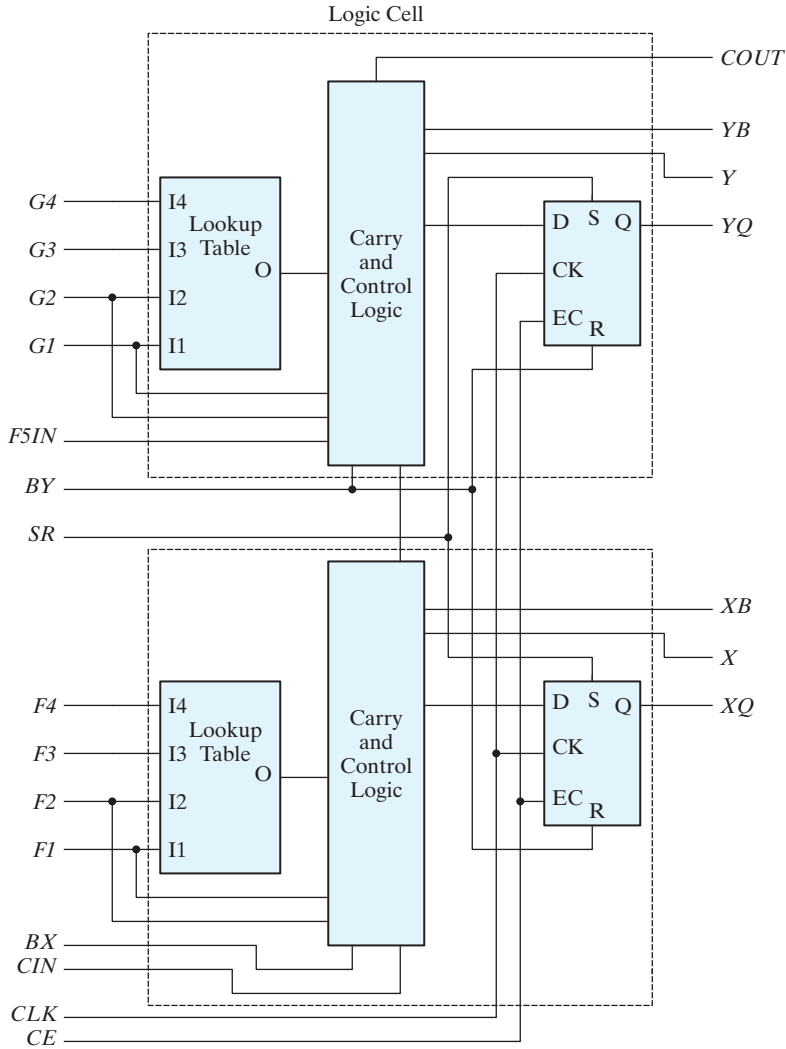 Logic Cell
COUT
YB
Y
YQ
G4
G3
G2
G1
F5IN
BY
SR
I4
I3
I2
I1
Lookup
Table
O
Carry
and
Control
Logic
D
S
Q
CK
EC
R
XB
X
XQ
F4
F3
F2
F1
BX
CIN
CLK
CE
I4
I3
I2
I1
Lookup
Table
O
Carry
and
Control
Logic
D
S
Q
CK
EC
R